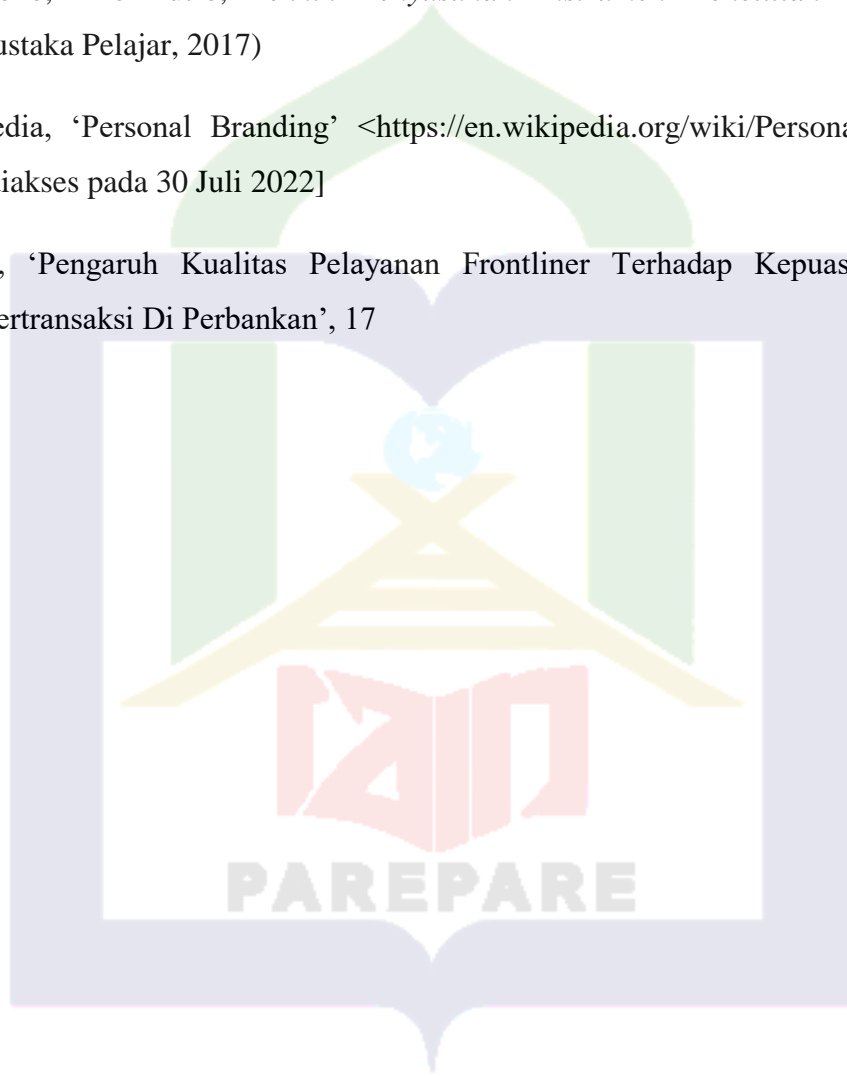 ustaka Pelajar, 2017)
edia, ‘Personal Branding’ <https://en.wikipedia.org/wiki/Persona
iakses pada 30 Juli 2022]
, ‘Pengaruh Kualitas Pelayanan Frontliner Terhadap Kepuas
ertransaksi Di Perbankan’, 17
iain
PAREPARE